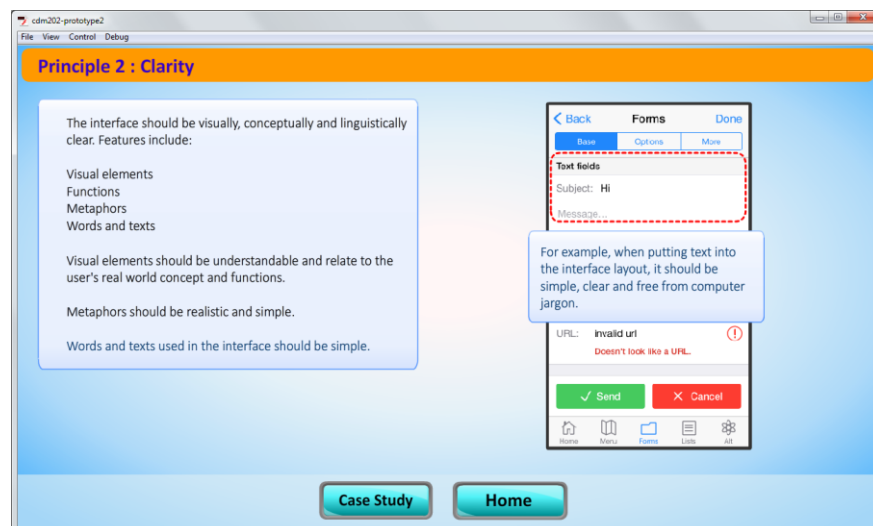 cdm202-prototype2
File View Control Debug
Principle 2 : Clarity
The interface should be visually, conceptually and linguistically
clear. Features include:
Visual elements
Functions
Metaphors
Words and texts
Visual elements should be understandable and relate to the
user's real world concept and functions.
Metaphors should be realistic and simple.
Words and texts used in the interface should be simple.
Back Forms Done
Base Options More
Text fields
Subject: Hi
Message...
For example, when putting text into
the interface layout, it should be
simple, clear and free from computer
jargon.
URL: invalid url
Doesn't look like a URL.
Send Cancel
Home Menu Forms Lists Alt
Case Study Home